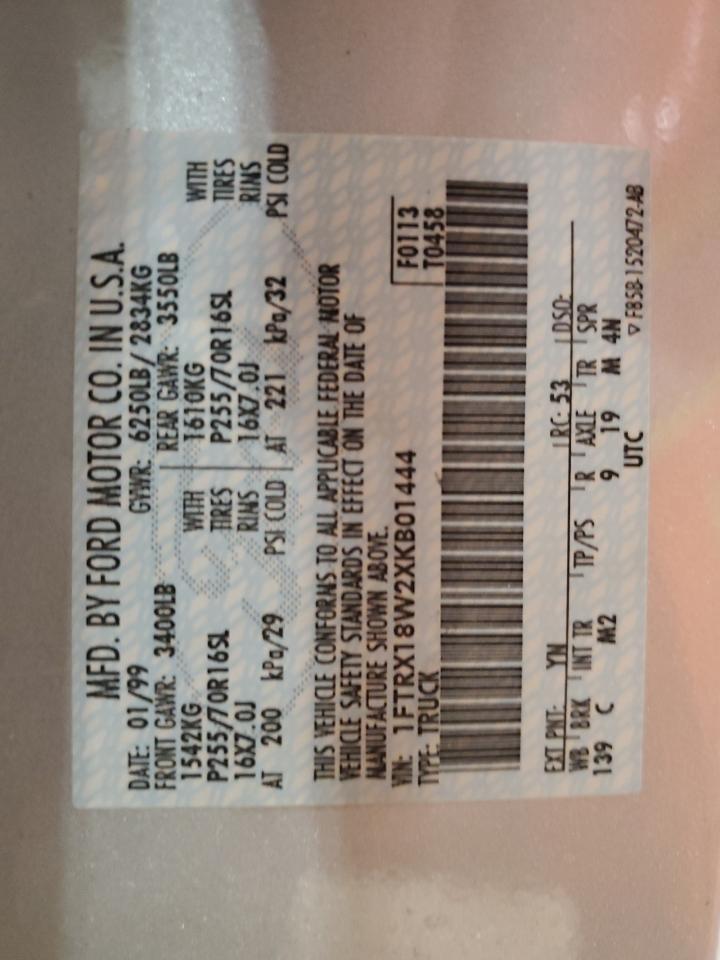 MFD. BY FORD MOTOR CO. IN U.S.A.
DATE: 01/99 GVWR: 6250LB/ 2834KG
FRONT GAWR: 3400LB REAR GAWR: 3550LB
1542KG WITH 1610KG WITH
P255/70R16SL TIRES P255/70R16SL TIRES
16X7.0J RIMS 16X7.0J RIMS
AT 200 kPa/29 PSI COLD AT 221 kPa/32 PSI COLD
THIS VEHICLE CONFORMS TO ALL APPLICABLE FEDERAL MOTOR
VEHICLE SAFETY STANDARDS IN EFFECT ON THE DATE OF
MANUFACTURE SHOWN ABOVE.
VIN: 1FTRX18W2XKB01444 F0113
TYPE: TRUCK T0458
EXT PNT: YN RC: 53 DSO:
WB BRK INT TR TP/PS R AXLE TR SPR
139 C M2 9 19 M 4N
UTC ▽ F85B-1520472-AB